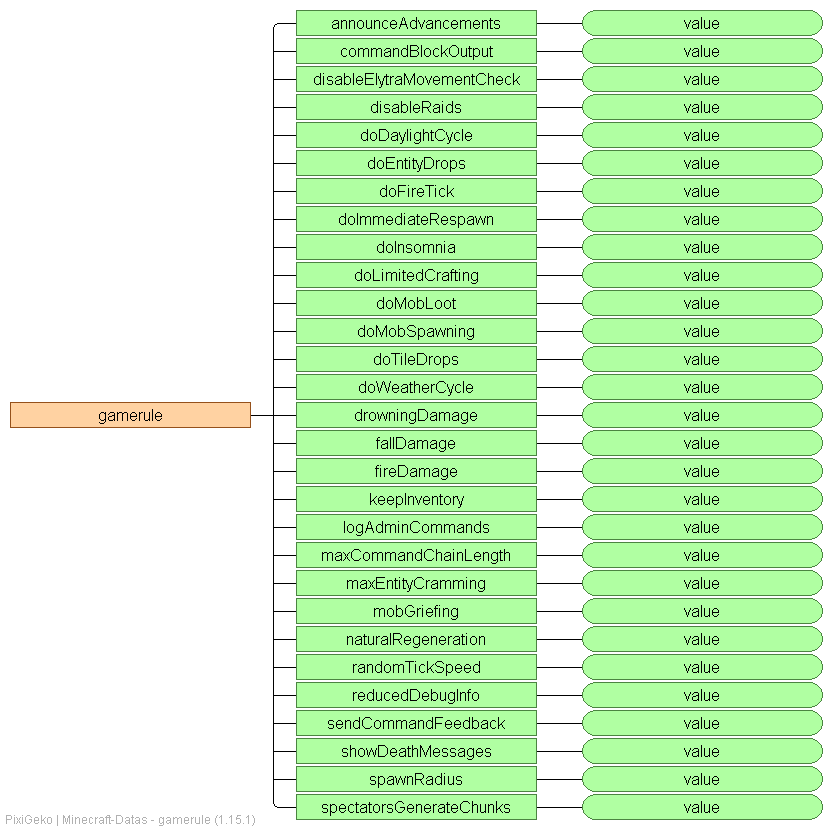 announceAdvancements value
commandBlockOutput value
disableElytraMovementCheck value
disableRaids value
doDaylightCycle value
doEntityDrops value
doFireTick value
doImmediateRespawn value
doInsomnia value
doLimitedCrafting value
doMobLoot value
doMobSpawning value
doTileDrops value
doWeatherCycle value
gamerule drowningDamage value
fallDamage value
fireDamage value
keepInventory value
logAdminCommands value
maxCommandChainLength value
maxEntityCramming value
mobGriefing value
naturalRegeneration value
randomTickSpeed value
reducedDebugInfo value
sendCommandFeedback value
showDeathMessages value
spawnRadius value
spectatorsGenerateChunks value
PixiGeko | Minecraft-Datas - gamerule (1.15.1)